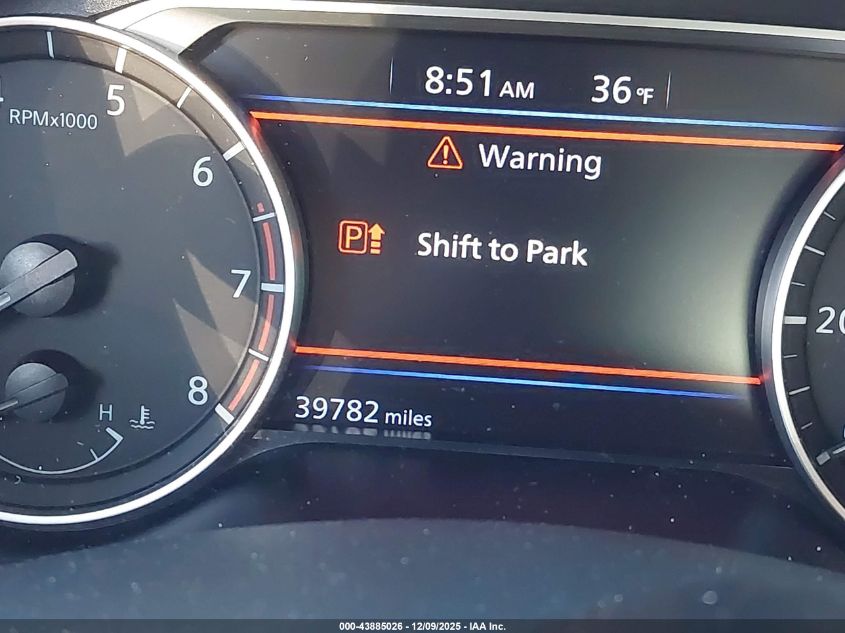 8:51 AM 36 °F
5
RPMx1000
6
Warning
P Shift to Park
7
20
8
39782 miles
H
000-43885026 - 12/09/2025 - IAA Inc.